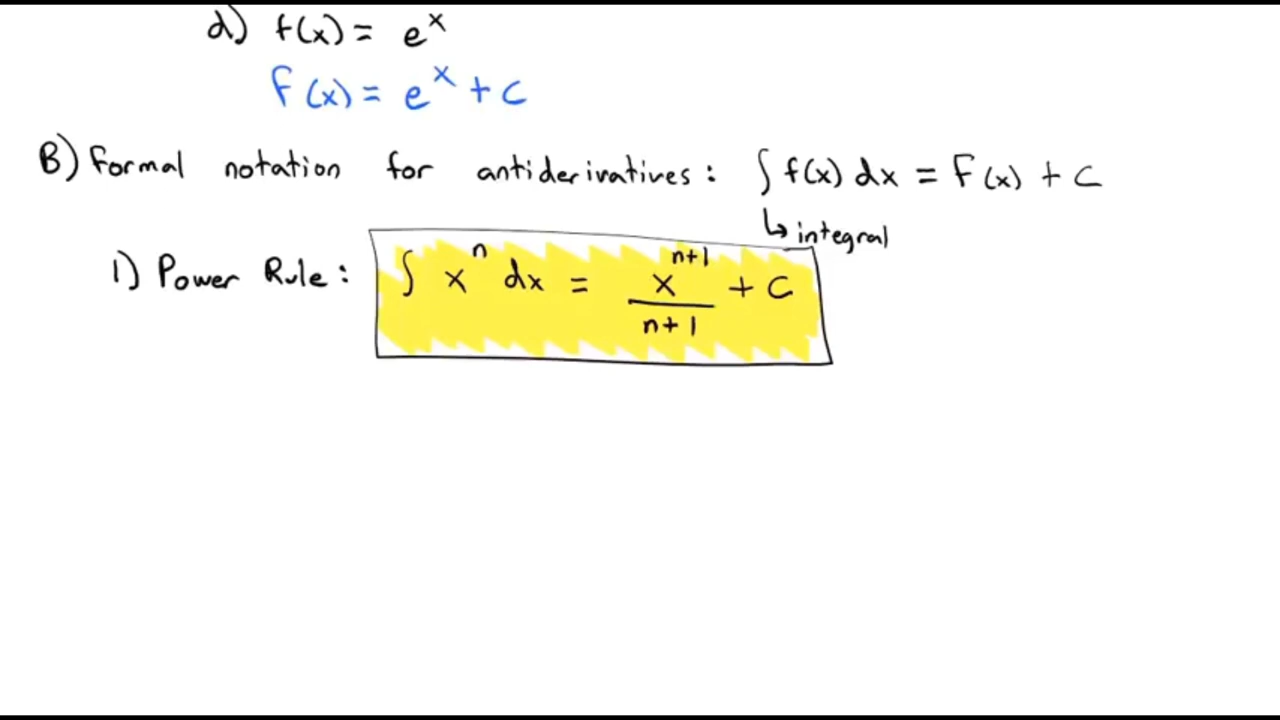 d) f(x) = e^x
F(x) = e^x + C
B) Formal notation for antiderivatives: ∫ f(x) dx = F(x) + C
↳ integral
1) Power Rule: ∫ x^n dx = x^(n+1)/(n+1) + C